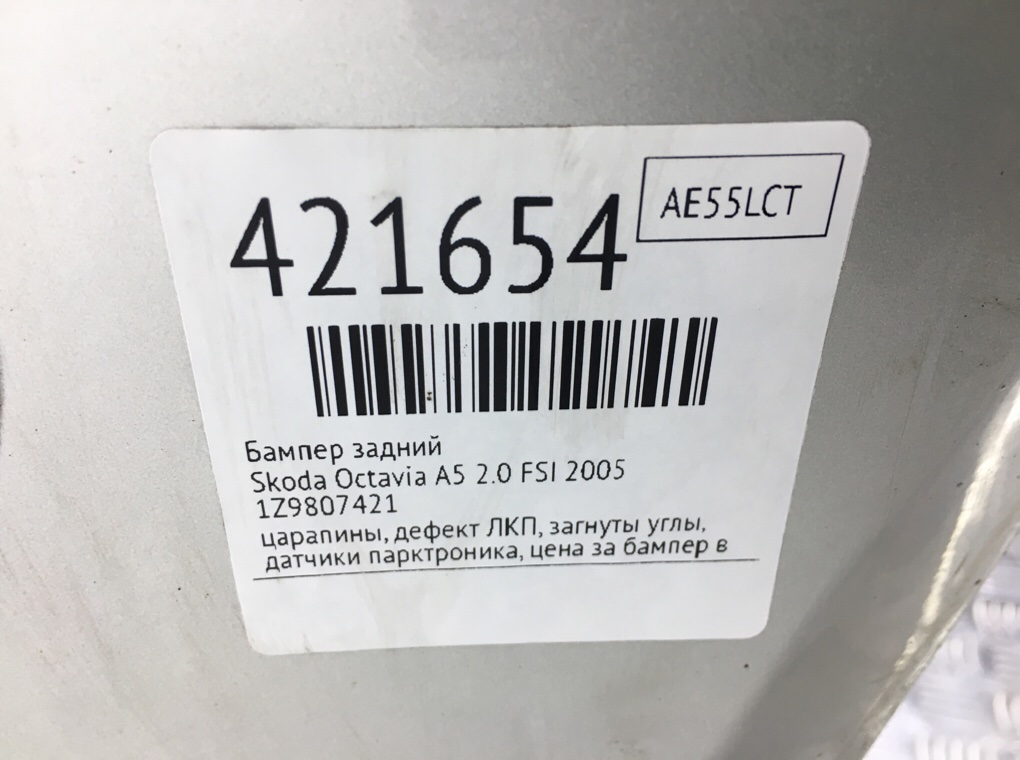 421654
AE55LCT
Бампер задний
Skoda Octavia A5 2.0 FSI 2005
1Z9807421
царапины, дефект ЛКП, загнуты углы,
датчики парктроника, цена за бампер в